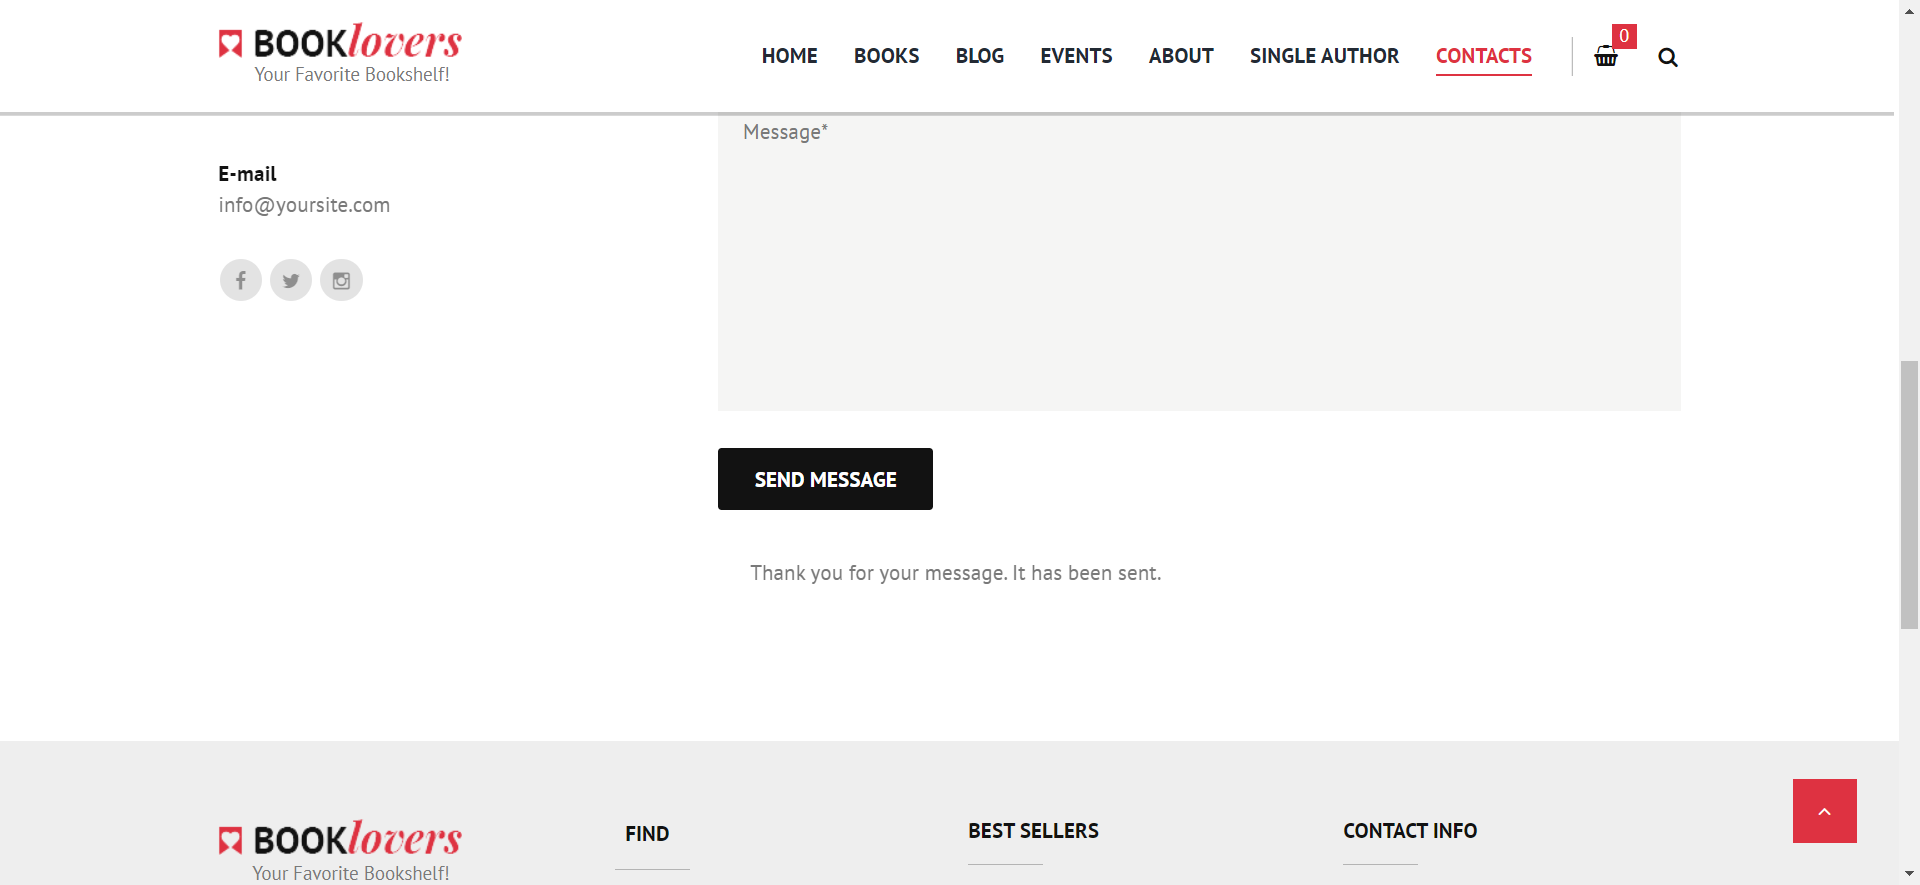 BOOKlovers
Your Favorite Bookshelf!
HOME BOOKS BLOG EVENTS ABOUT SINGLE AUTHOR CONTACTS 0
Message*
E-mail
info@yoursite.com
SEND MESSAGE
Thank you for your message. It has been sent.
BOOKlovers
Your Favorite Bookshelf!
FIND
BEST SELLERS
CONTACT INFO